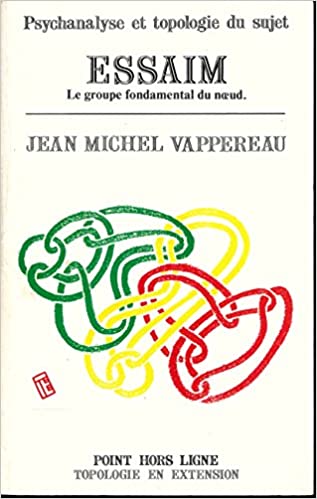 Psychanalyse et topologie du sujet
ESSAIM
Le groupe fondamental du nœud.
JEAN MICHEL VAPPEREAU
POINT HORS LIGNE
TOPOLOGIE EN EXTENSION